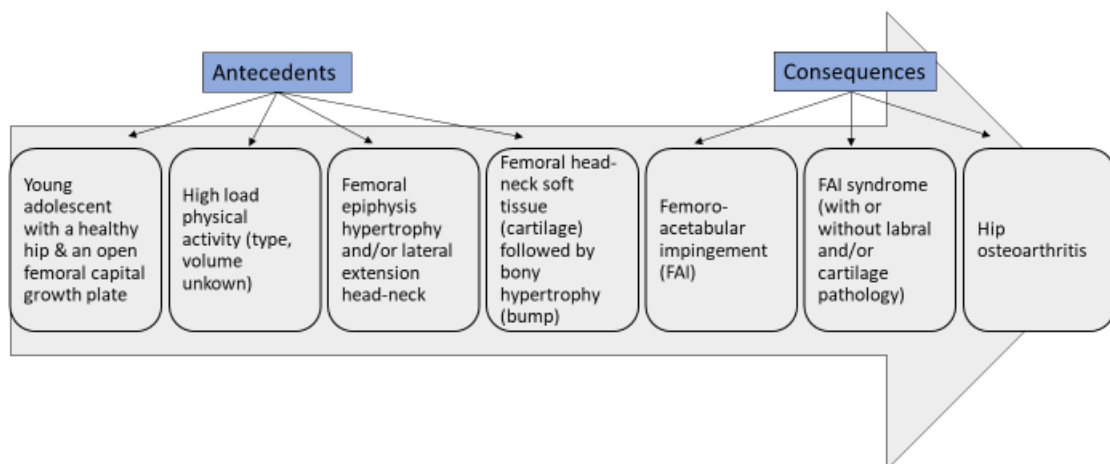 Antecedents
Consequences
Young
adolescent
with a healthy
hip & an open
femoral capital
growth plate
High load
physical
activity (type,
volume
unkown)
Femoral
epiphysis
hypertrophy
and/or lateral
extension
head-neck
Femoral head-
neck soft
tissue
(cartilage)
followed by
bony
hypertrophy
(bump)
Femoro-
acetabular
impingement
(FAI)
FAI syndrome
(with or
without labral
and/or
cartilage
pathology)
Hip
osteoarthritis